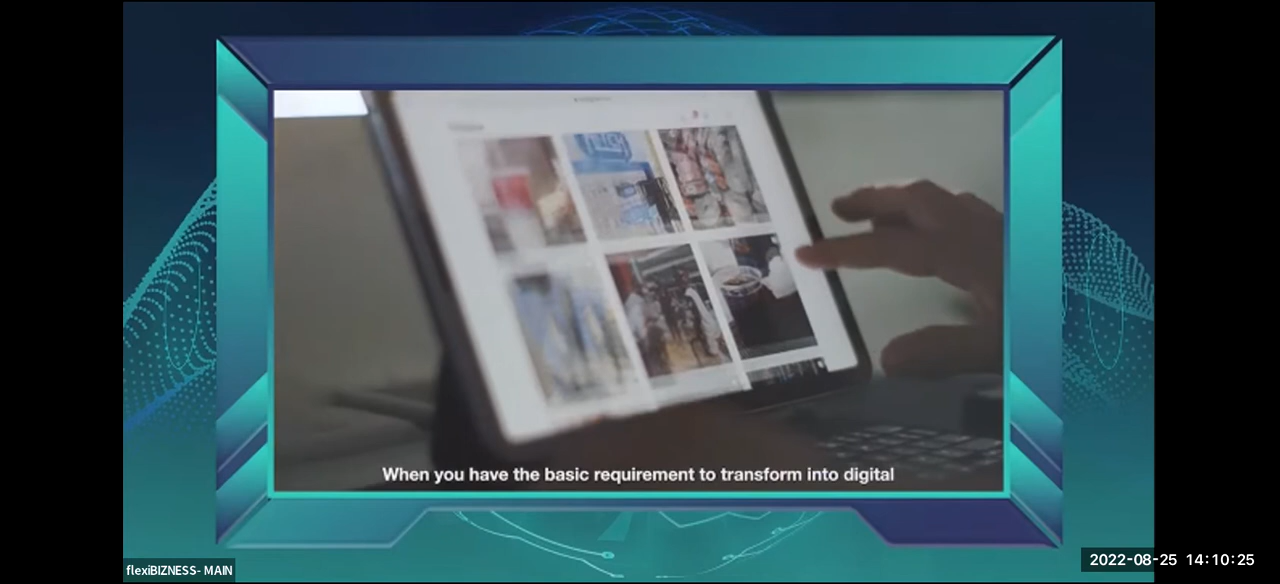 When you have the basic requirement to transform into digital
flexiBIZNESS- MAIN
2022-08-25 14:10:25